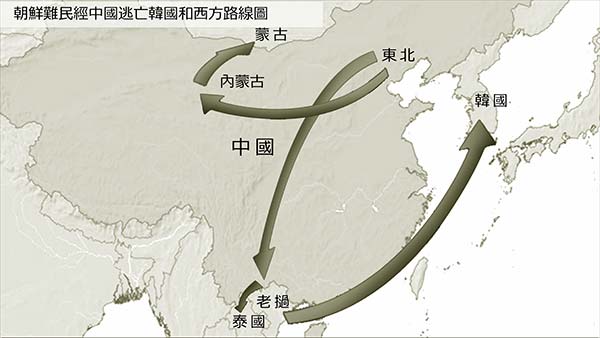 朝鮮難民經中國逃亡韓國和西方路線圖
蒙古
東北
內蒙古
韓國
中國
老撾
泰國